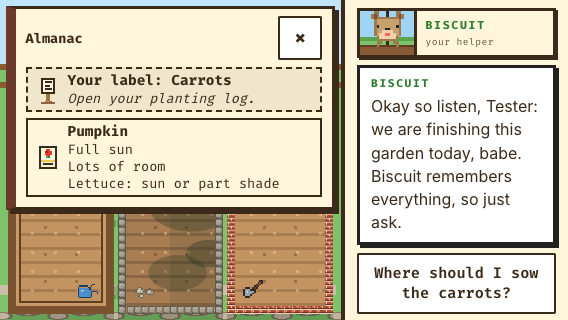 Almanac
✖
Your label: Carrots
Open your planting log.
Pumpkin
Full sun
Lots of room
Lettuce: sun or part shade
BISCUIT
your helper
BISCUIT
Okay so listen, Tester:
we are finishing this
garden today, babe.
Biscuit remembers
everything, so just
ask.
Where should I sow
the carrots?